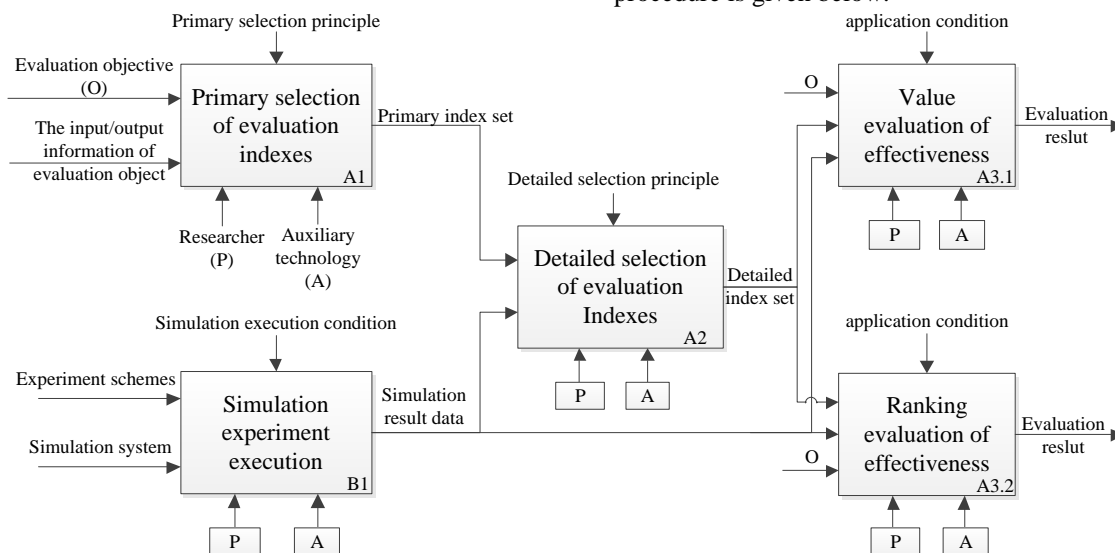 procedure is given below.
Primary selection principle
Evaluation objective
(O)
The input/output
information of
evaluation object
Primary selection
of evaluation
indexes
A1
Primary index set
Researcher
(P)
Auxiliary
technology
(A)
Detailed selection principle
Detailed selection
of evaluation
Indexes
A2
P
A
Detailed
index set
Simulation execution condition
Experiment schemes
Simulation system
Simulation
experiment
execution
B1
P
A
Simulation
result data
application condition
O
Value
evaluation of
effectiveness
A3.1
P
A
Evaluation
reslut
application condition
O
Ranking
evaluation of
effectiveness
A3.2
P
A
Evaluation
reslut